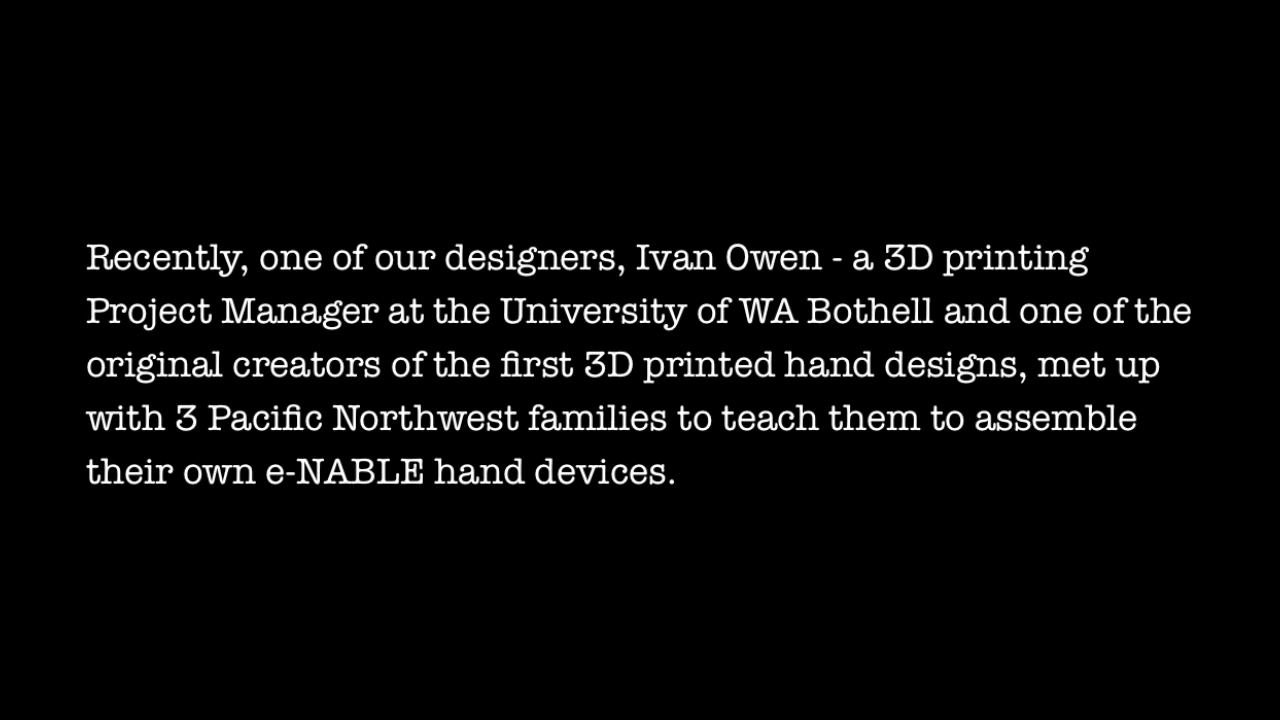 Recently, one of our designers, Ivan Owen - a 3D printing
Project Manager at the University of WA Bothell and one of the
original creators of the first 3D printed hand designs, met up
with 3 Pacific Northwest families to teach them to assemble
their own e-NABLE hand devices.